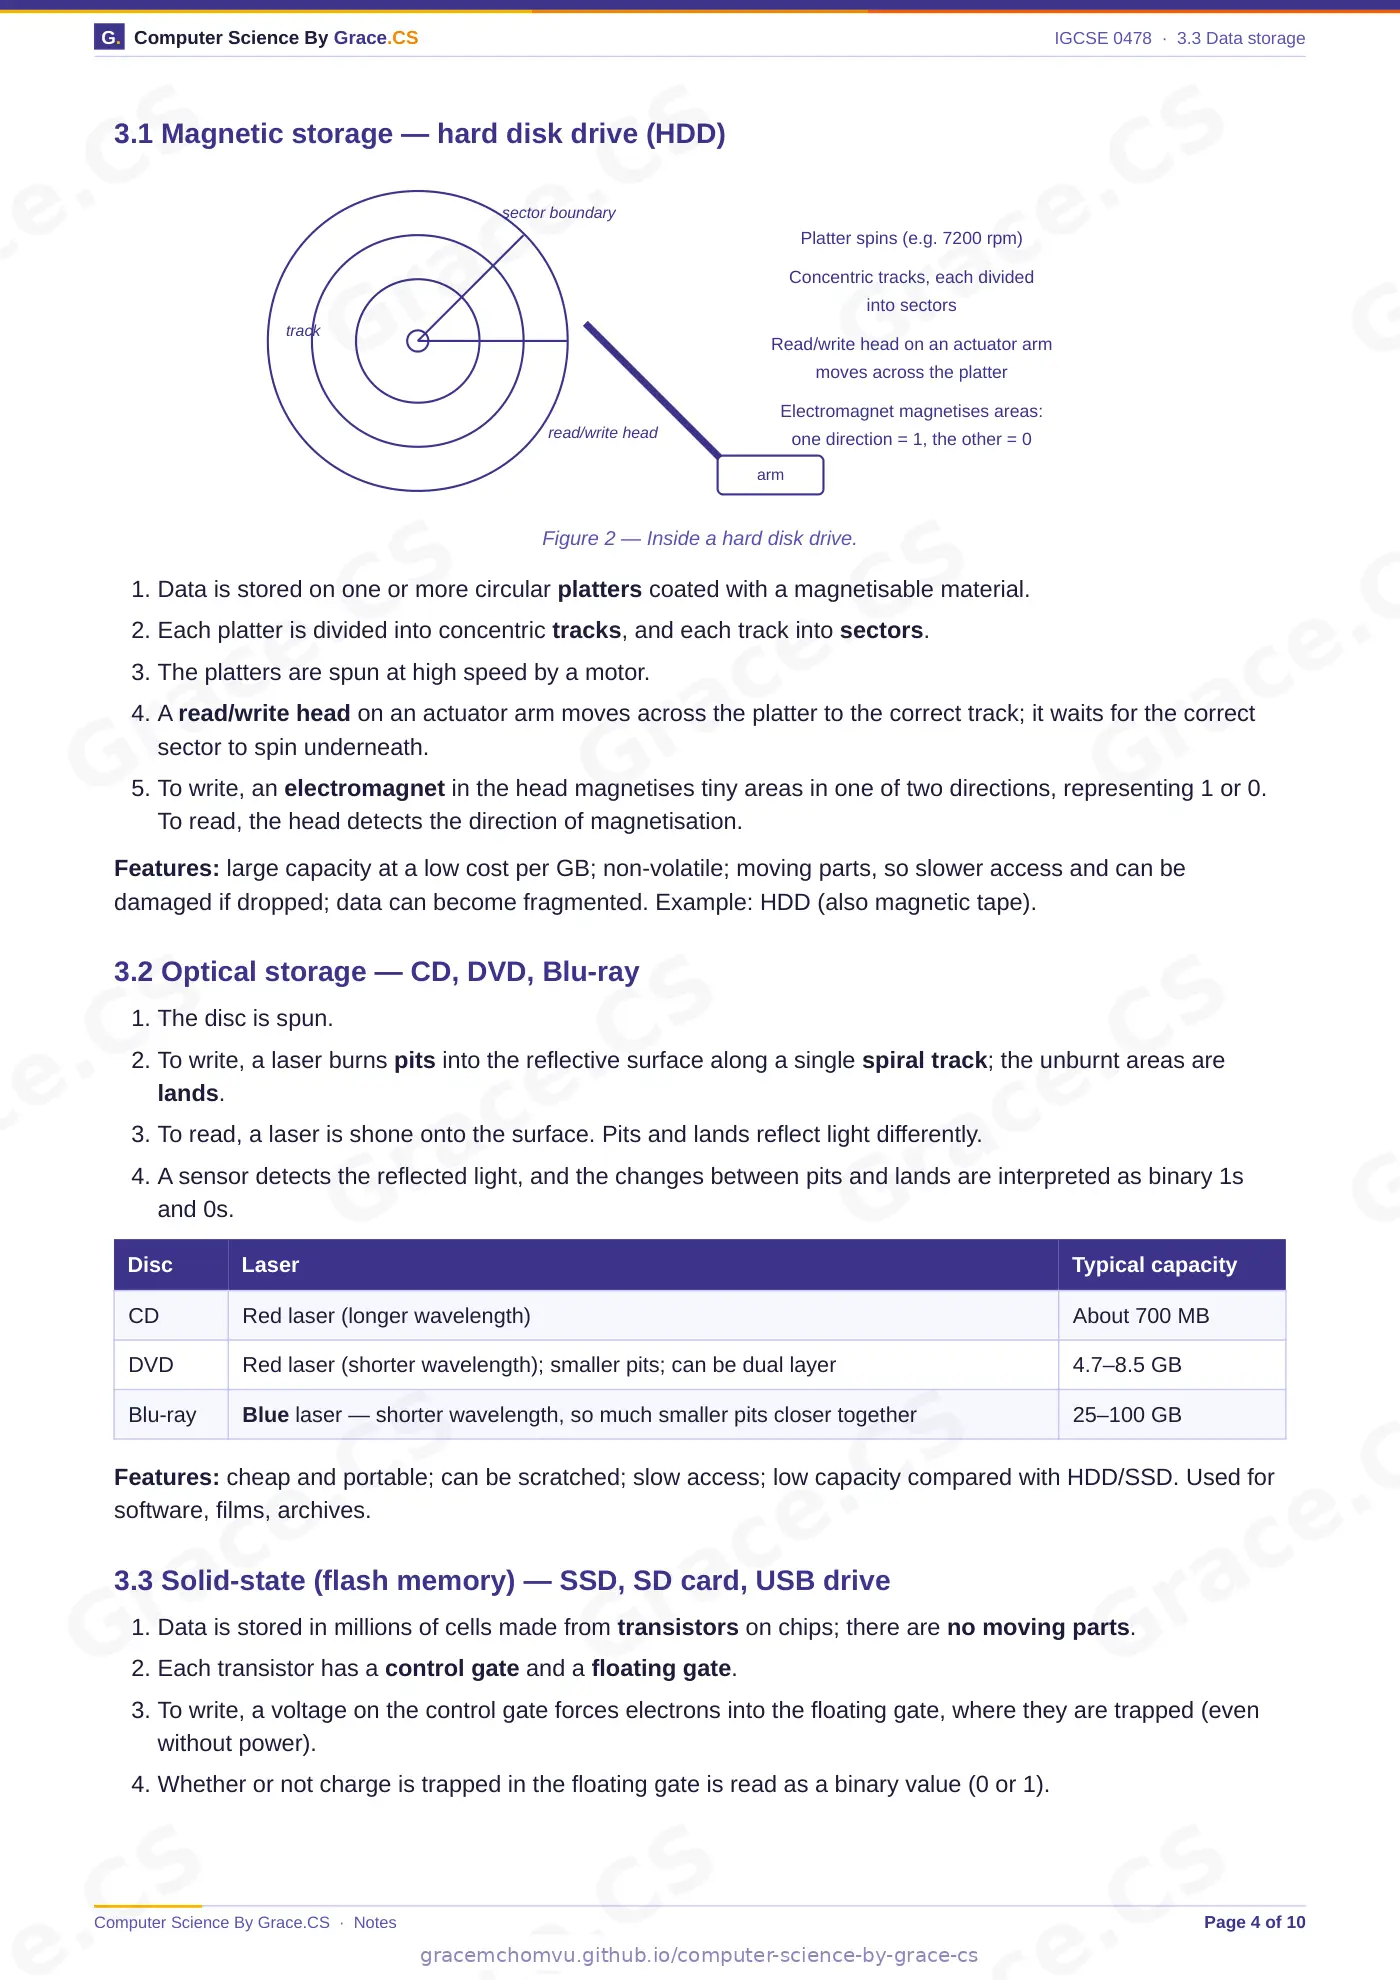 G. Computer Science By Grace.CS
IGCSE 0478 · 3.3 Data storage
3.1 Magnetic storage — hard disk drive (HDD)
sector boundary
track
read/write head
arm
Platter spins (e.g. 7200 rpm)
Concentric tracks, each divided
into sectors
Read/write head on an actuator arm
moves across the platter
Electromagnet magnetises areas:
one direction = 1, the other = 0
Figure 2 — Inside a hard disk drive.
1. Data is stored on one or more circular platters coated with a magnetisable material.
2. Each platter is divided into concentric tracks, and each track into sectors.
3. The platters are spun at high speed by a motor.
4. A read/write head on an actuator arm moves across the platter to the correct track; it waits for the correct
sector to spin underneath.
5. To write, an electromagnet in the head magnetises tiny areas in one of two directions, representing 1 or 0.
To read, the head detects the direction of magnetisation.
Features: large capacity at a low cost per GB; non-volatile; moving parts, so slower access and can be
damaged if dropped; data can become fragmented. Example: HDD (also magnetic tape).
3.2 Optical storage — CD, DVD, Blu-ray
1. The disc is spun.
2. To write, a laser burns pits into the reflective surface along a single spiral track; the unburnt areas are
lands.
3. To read, a laser is shone onto the surface. Pits and lands reflect light differently.
4. A sensor detects the reflected light, and the changes between pits and lands are interpreted as binary 1s
and 0s.
Disc Laser Typical capacity
CD Red laser (longer wavelength) About 700 MB
DVD Red laser (shorter wavelength); smaller pits; can be dual layer 4.7–8.5 GB
Blu-ray Blue laser — shorter wavelength, so much smaller pits closer together 25–100 GB
Features: cheap and portable; can be scratched; slow access; low capacity compared with HDD/SSD. Used for
software, films, archives.
3.3 Solid-state (flash memory) — SSD, SD card, USB drive
1. Data is stored in millions of cells made from transistors on chips; there are no moving parts.
2. Each transistor has a control gate and a floating gate.
3. To write, a voltage on the control gate forces electrons into the floating gate, where they are trapped (even
without power).
4. Whether or not charge is trapped in the floating gate is read as a binary value (0 or 1).
Computer Science By Grace.CS · Notes
Page 4 of 10
gracemchomvu.github.io/computer-science-by-grace-cs